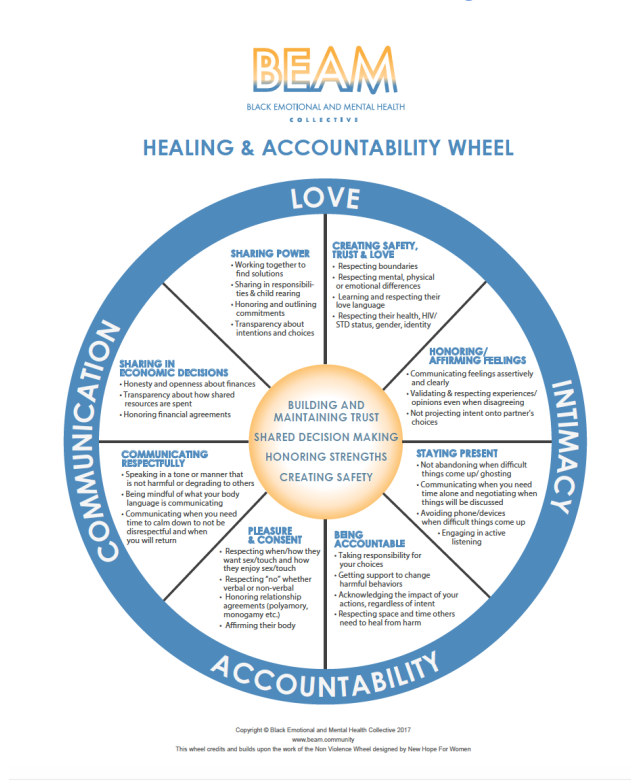 BEAM
BLACK EMOTIONAL AND MENTAL HEALTH
COLLECTIVE
HEALING & ACCOUNTABILITY WHEEL
LOVE
INTIMACY
ACCOUNTABILITY
COMMUNICATION
CREATING SAFETY,
TRUST & LOVE
• Respecting boundaries
• Respecting mental, physical
or emotional differences
• Learning and respecting their
love language
• Respecting their health, HIV/
STD status, gender, identity
HONORING/
AFFIRMING FEELINGS
• Communicating feelings assertively
and clearly
• Validating & respecting experiences/
opinions even when disagreeing
• Not projecting intent onto partner's
choices
STAYING PRESENT
• Not abandoning when difficult
things come up/ ghosting
• Communicating when you need
time alone and negotiating when
things will be discussed
• Avoiding phone/devices
when difficult things come up
• Engaging in active
listening
BEING
ACCOUNTABLE
• Taking responsibility for
your choices
• Getting support to change
harmful behaviors
• Acknowledging the impact of your
actions, regardless of intent
• Respecting space and time others
need to heal from harm
PLEASURE
& CONSENT
• Respecting when/how they
want sex/touch and how
they enjoy sex/touch
• Respecting "no" whether
verbal or non-verbal
• Honoring relationship
agreements (polyamory,
monogamy etc.)
• Affirming their body
COMMUNICATING
RESPECTFULLY
• Speaking in a tone or manner that
is not harmful or degrading to others
• Being mindful of what your body
language is communicating
• Communicating when you need
time to calm down to not be
disrespectful and when
you will return
SHARING IN
ECONOMIC DECISIONS
• Honesty and openness about finances
• Transparency about how shared
resources are spent
• Honoring financial agreements
SHARING POWER
• Working together to
find solutions
• Sharing in responsibili-
ties & child rearing
• Honoring and outlining
commitments
• Transparency about
intentions and choices
BUILDING AND
MAINTAINING TRUST
SHARED DECISION MAKING
HONORING STRENGTHS
CREATING SAFETY
Copyright © Black Emotional and Mental Health Collective 2017
www.beam.community
This wheel credits and builds upon the work of the Non Violence Wheel designed by New Hope For Women